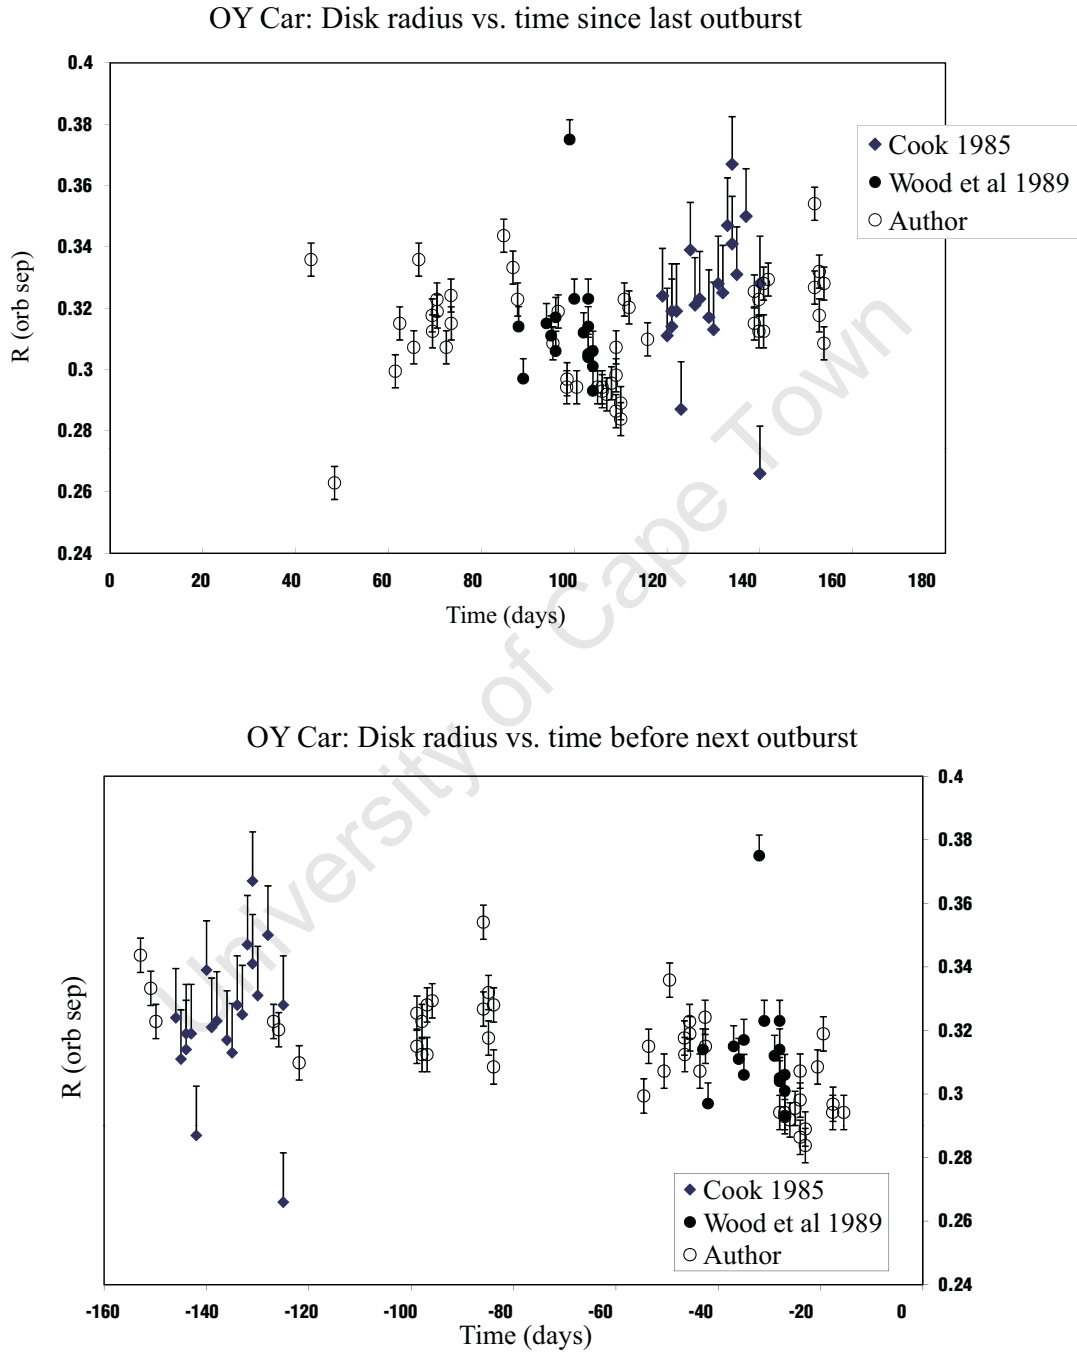 OY Car: Disk radius vs. time since last outburst
0.4
0.38
0.36
0.34
0.32
0.3
0.28
0.26
0.24
R (orb sep)
0 20 40 60 80 100 120 140 160 180
Time (days)
Cook 1985
Wood et al 1989
Author
University of Cape Town
OY Car: Disk radius vs. time before next outburst
R (orb sep)
0.4
0.38
0.36
0.34
0.32
0.3
0.28
0.26
0.24
Cook 1985
Wood et al 1989
Author
-160 -140 -120 -100 -80 -60 -40 -20 0
Time (days)